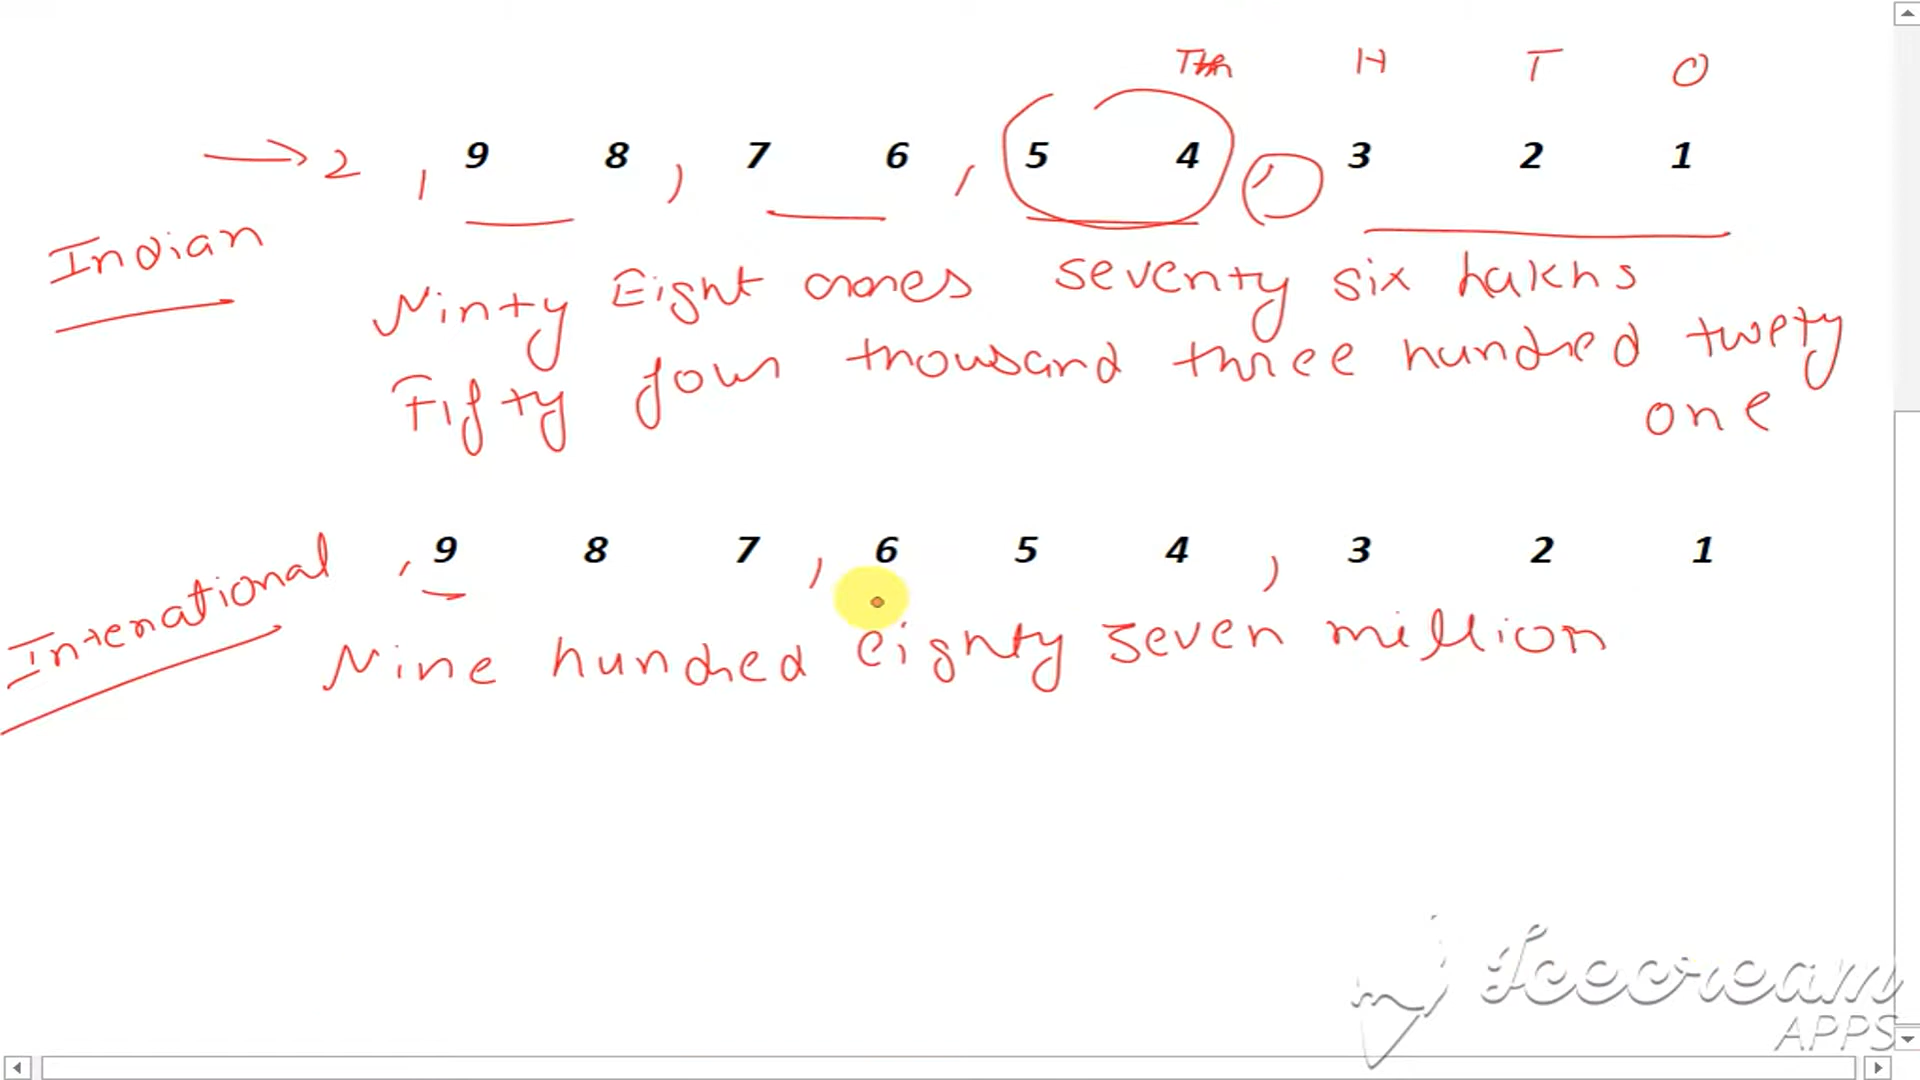 Th H T O
→ 2 , 9 8 , 7 6 , 5 4 , 3 2 1
Indian
Ninty Eight crores seventy six lakhs
Fifty four thousand three hundred twety
one
, 9 8 7 , 6 5 4 , 3 2 1
International
Nine hundred eighty seven million
Icecream
APPS